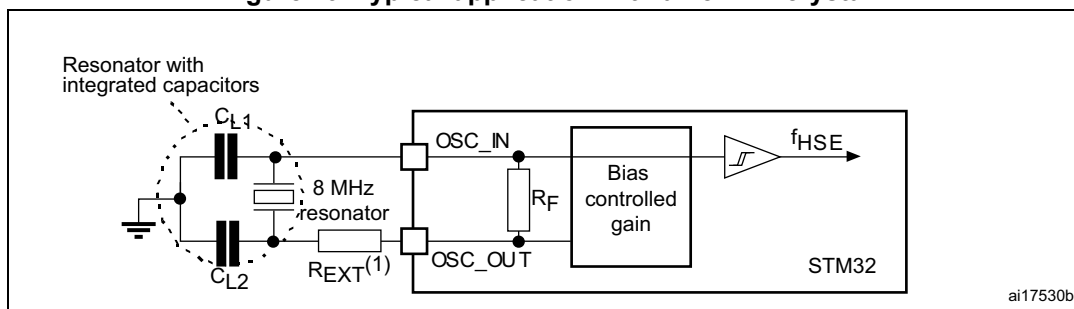 Resonator with
integrated capacitors
CL1
OSC_IN
fHSE
8 MHz
resonator
RF
Bias
controlled
gain
REXT(1)
OSC_OUT
CL2
STM32
ai17530b